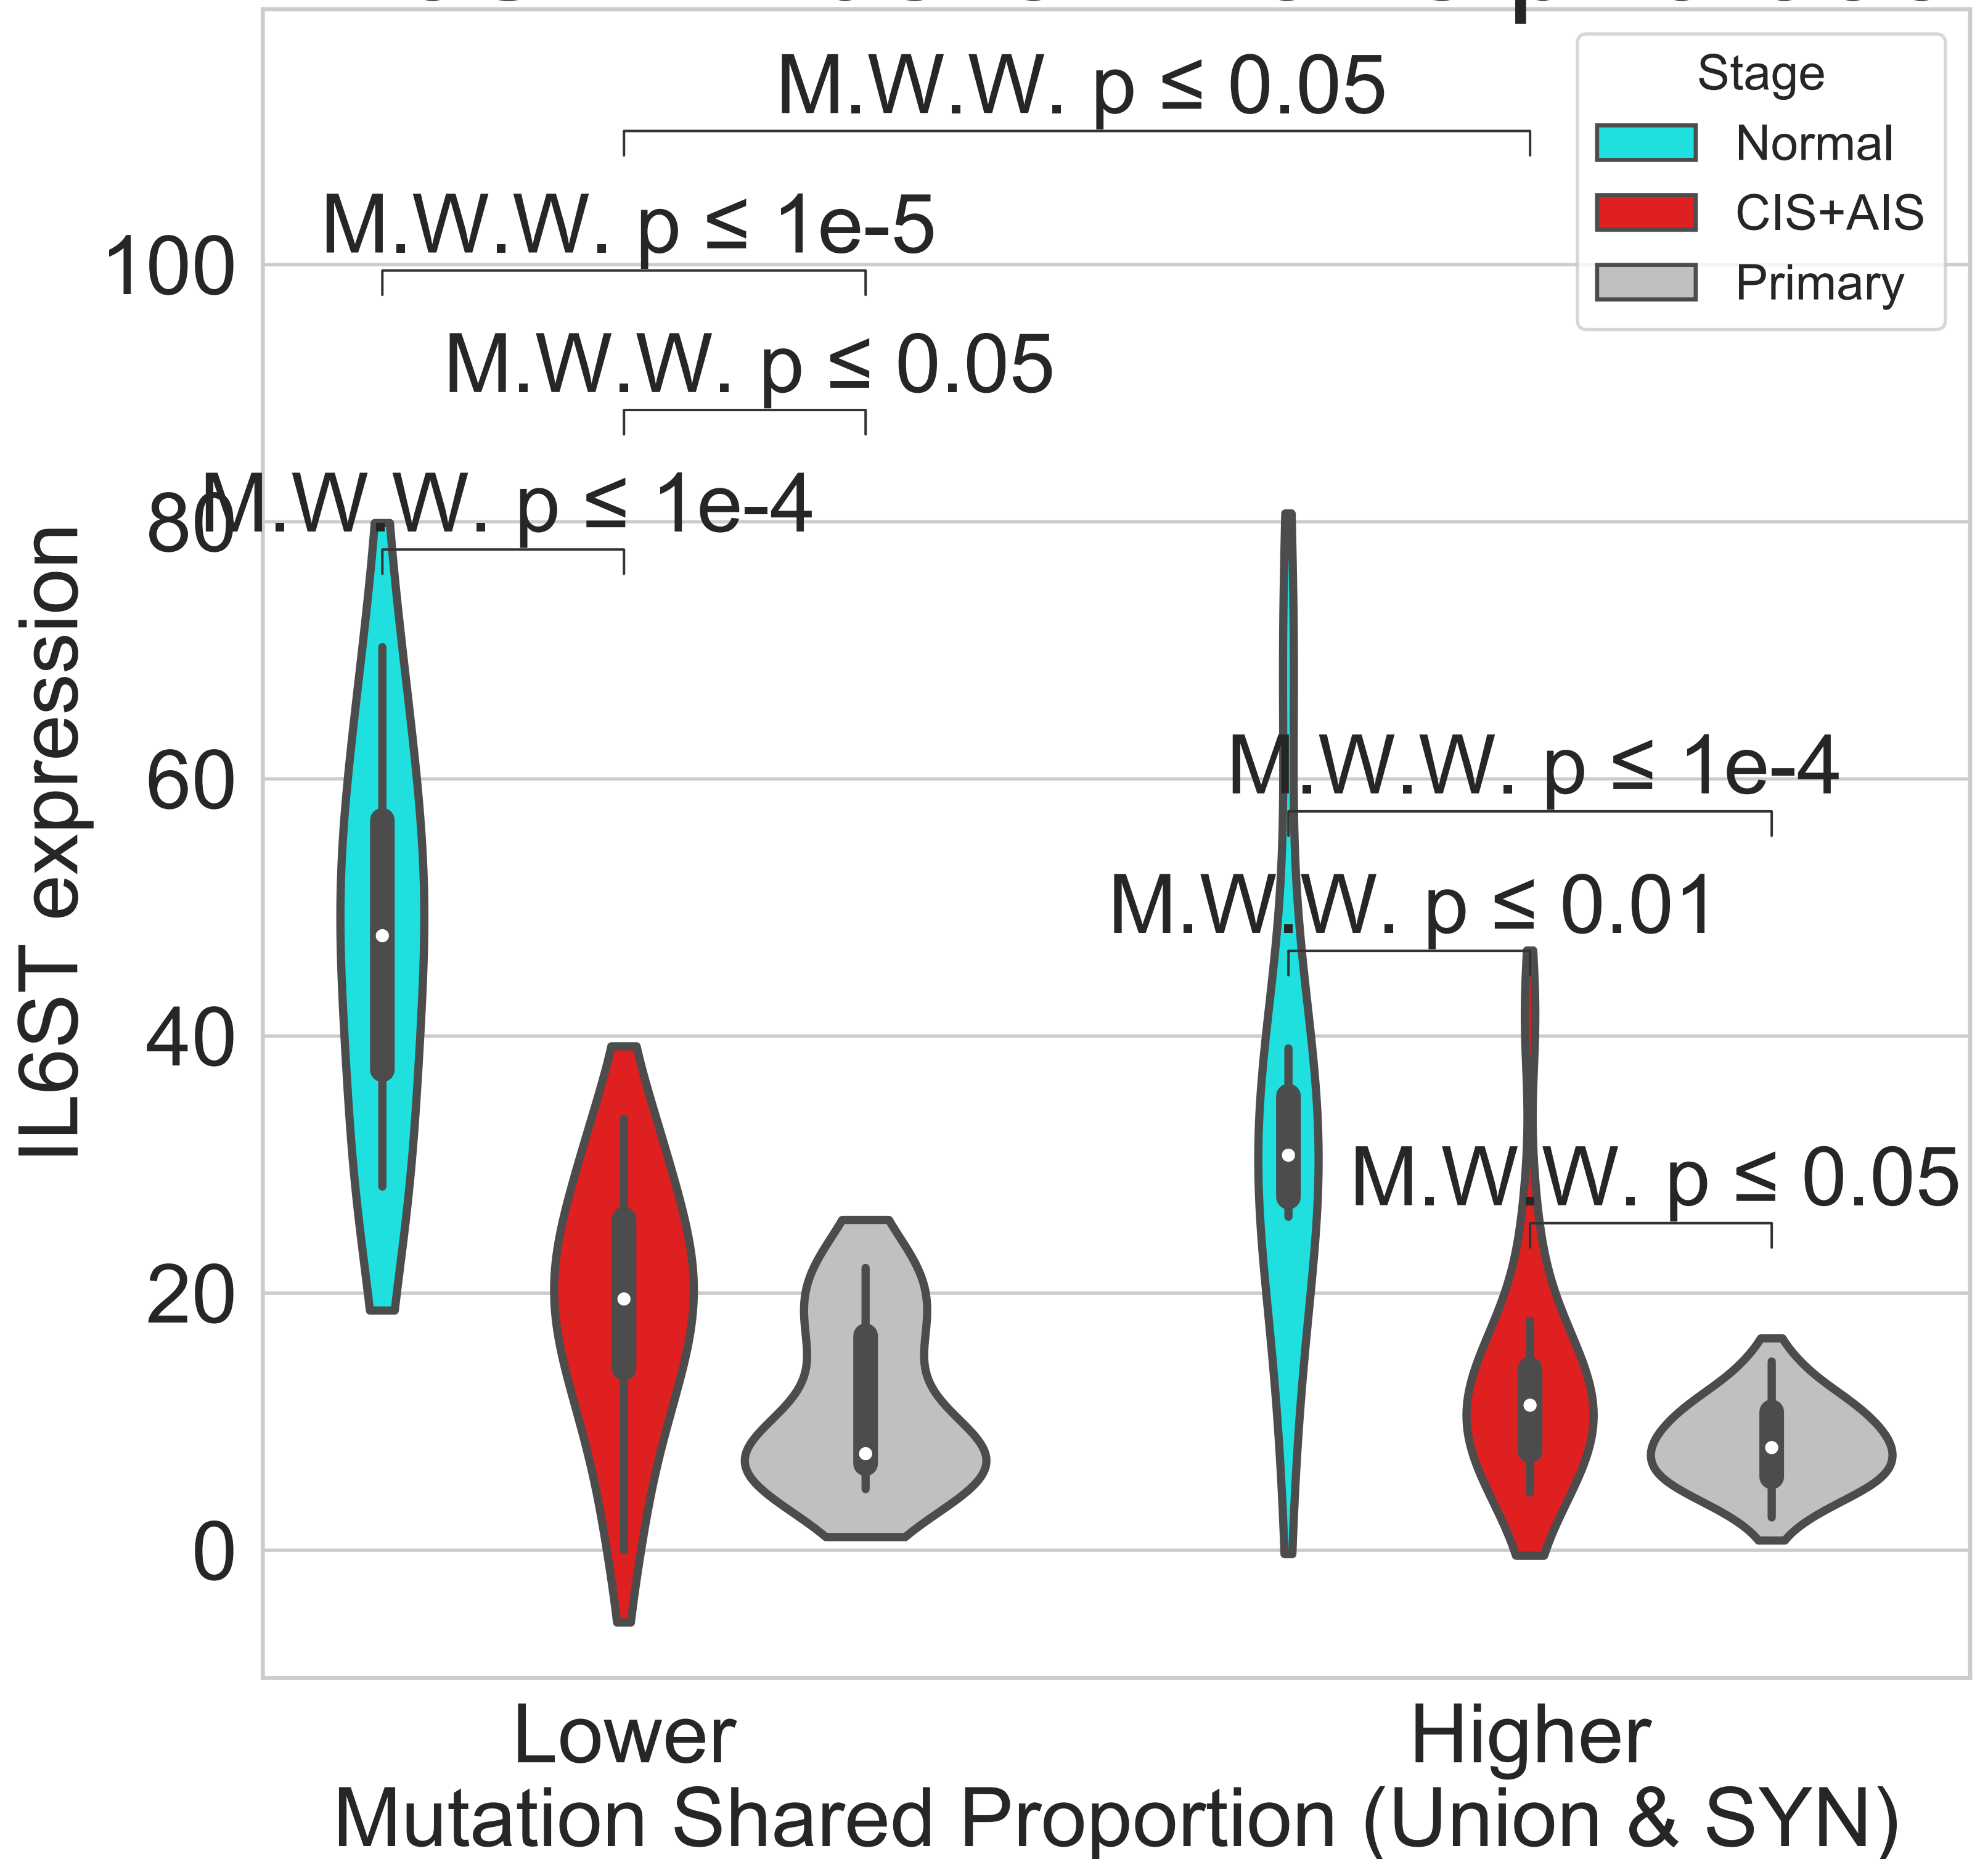 M.W.W. p ≤ 0.05
Stage
Normal
CIS+AIS
Primary
M.W.W. p ≤ 1e-5
M.W.W. p ≤ 0.05
M.W.W. p ≤ 1e-4
M.W.W. p ≤ 1e-4
M.W.W. p ≤ 0.01
M.W.W. p ≤ 0.05
100
80
60
40
20
0
IL6ST expression
Lower
Higher
Mutation Shared Proportion (Union & SYN)